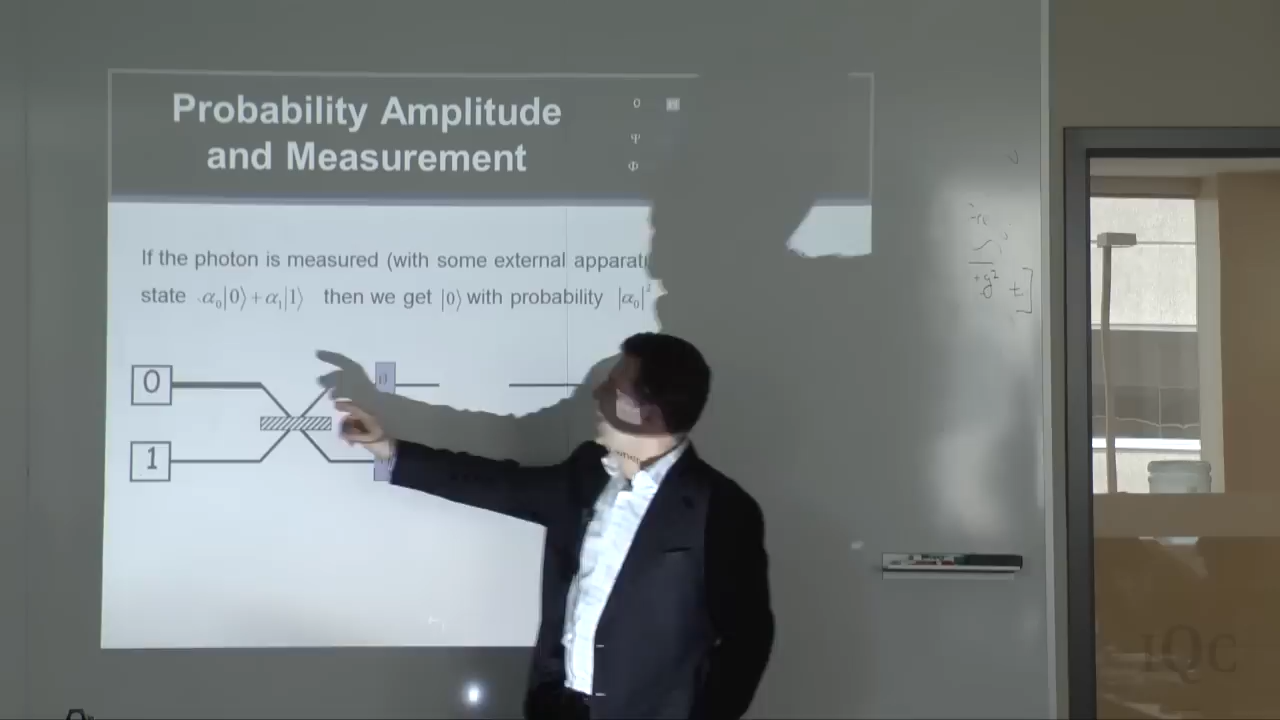 Probability Amplitude
and Measurement
0
Ψ
Φ
If the photon is measured (with some external
state α₀|0⟩+α₁|1⟩ then we get |0⟩ with probability |α₀|²
0
0
1
IQC